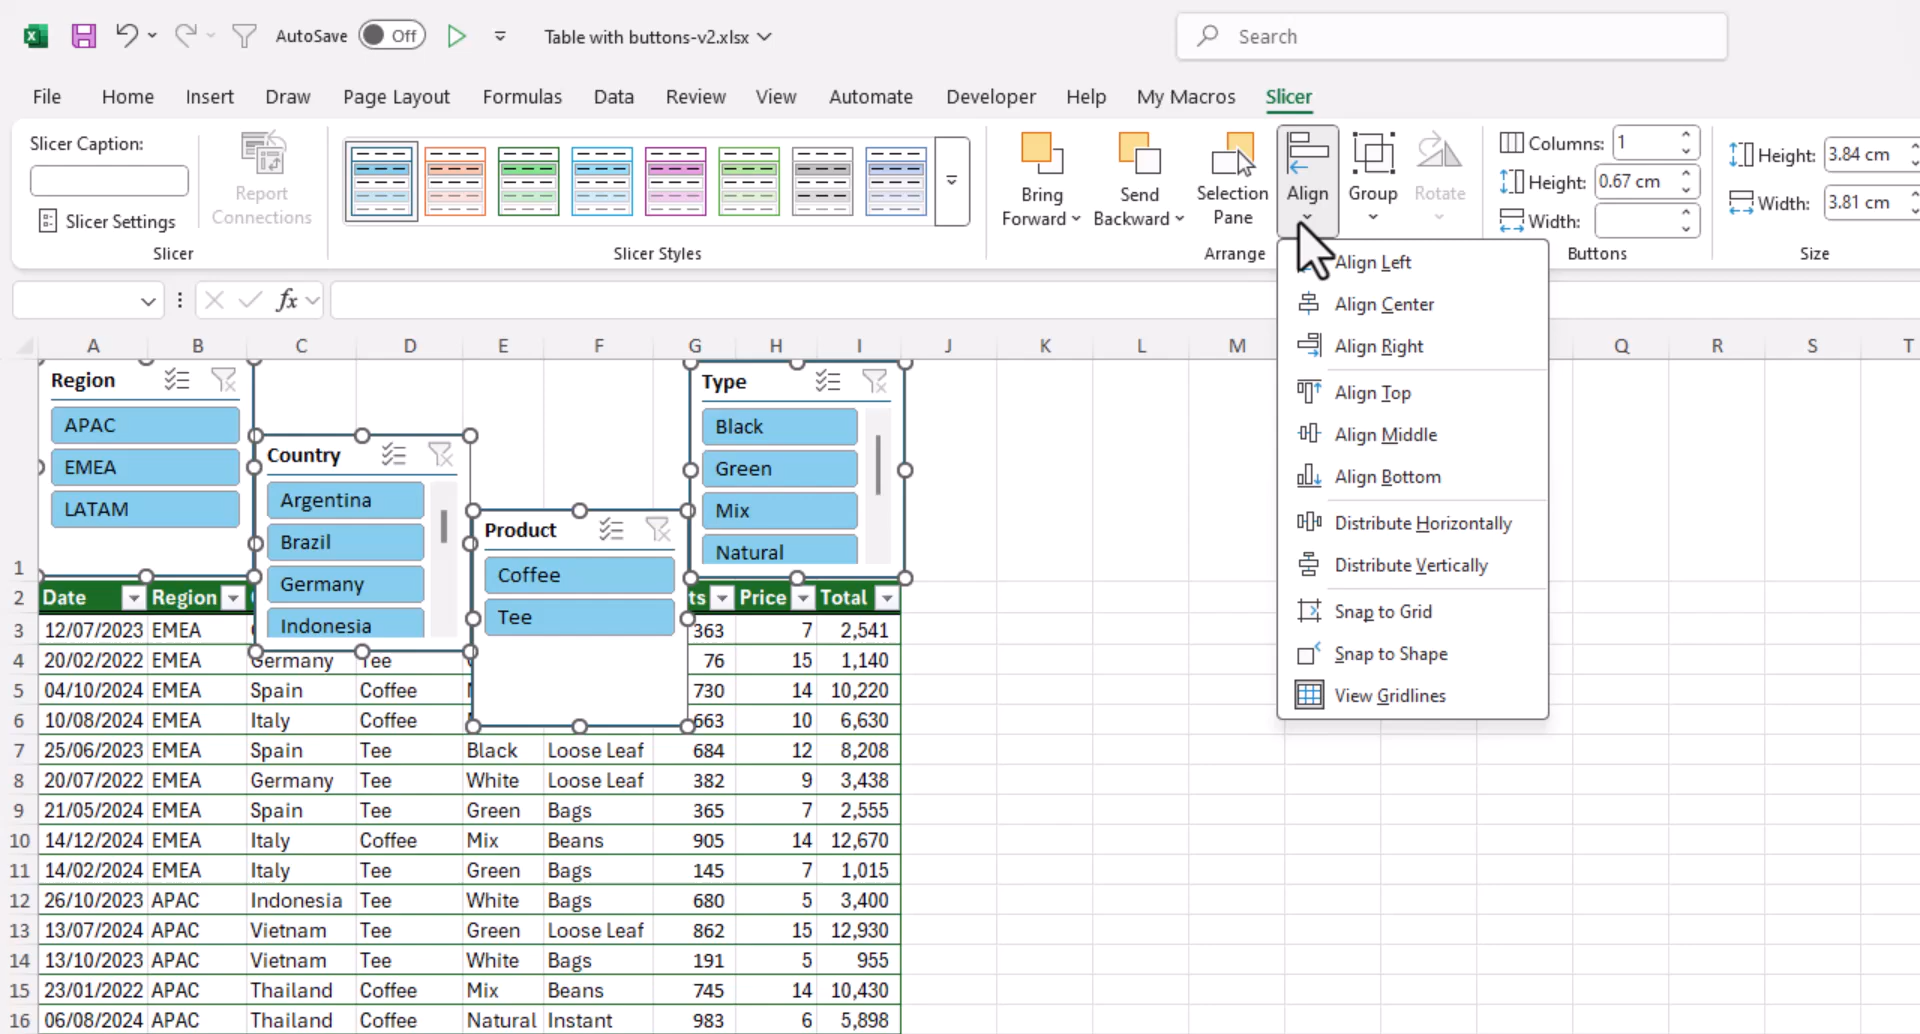 AutoSave Off Table with buttons-v2.xlsx Search
File Home Insert Draw Page Layout Formulas Data Review View Automate Developer Help My Macros Slicer
Slicer Caption:
Slicer Settings
Report Connections
Slicer
Slicer Styles
Bring Forward
Send Backward
Selection Pane
Align
Group
Rotate
Arrange
Columns: 1
Height: 0.67 cm
Width:
Buttons
Height: 3.84 cm
Width: 3.81 cm
Size
fx
Align Left
Align Center
Align Right
Align Top
Align Middle
Align Bottom
Distribute Horizontally
Distribute Vertically
Snap to Grid
Snap to Shape
View Gridlines
A B C D E F G H I J K L M Q R S T
Region
APAC
EMEA
LATAM
Country
Argentina
Brazil
Germany
Indonesia
Product
Coffee
Tee
Type
Black
Green
Mix
Natural
1
2 Date Region ts Price Total
3 12/07/2023 EMEA 363 7 2,541
4 20/02/2022 EMEA Germany Tee 76 15 1,140
5 04/10/2024 EMEA Spain Coffee 730 14 10,220
6 10/08/2024 EMEA Italy Coffee 663 10 6,630
7 25/06/2023 EMEA Spain Tee Black Loose Leaf 684 12 8,208
8 20/07/2022 EMEA Germany Tee White Loose Leaf 382 9 3,438
9 21/05/2024 EMEA Spain Tee Green Bags 365 7 2,555
10 14/12/2024 EMEA Italy Coffee Mix Beans 905 14 12,670
11 14/02/2024 EMEA Italy Tee Green Bags 145 7 1,015
12 26/10/2023 APAC Indonesia Tee White Bags 680 5 3,400
13 13/07/2024 APAC Vietnam Tee Green Loose Leaf 862 15 12,930
14 13/10/2023 APAC Vietnam Tee White Bags 191 5 955
15 23/01/2022 APAC Thailand Coffee Mix Beans 745 14 10,430
16 06/08/2024 APAC Thailand Coffee Natural Instant 983 6 5,898